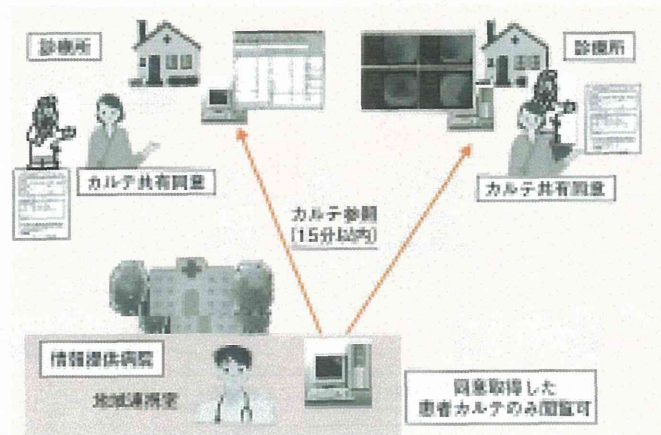 診療所
診療所
カルテ共有同意
カルテ共有同意
カルテ参照
(15分以内)
情報提供病院
地域連携室
同意取得した
患者カルテのみ閲覧可